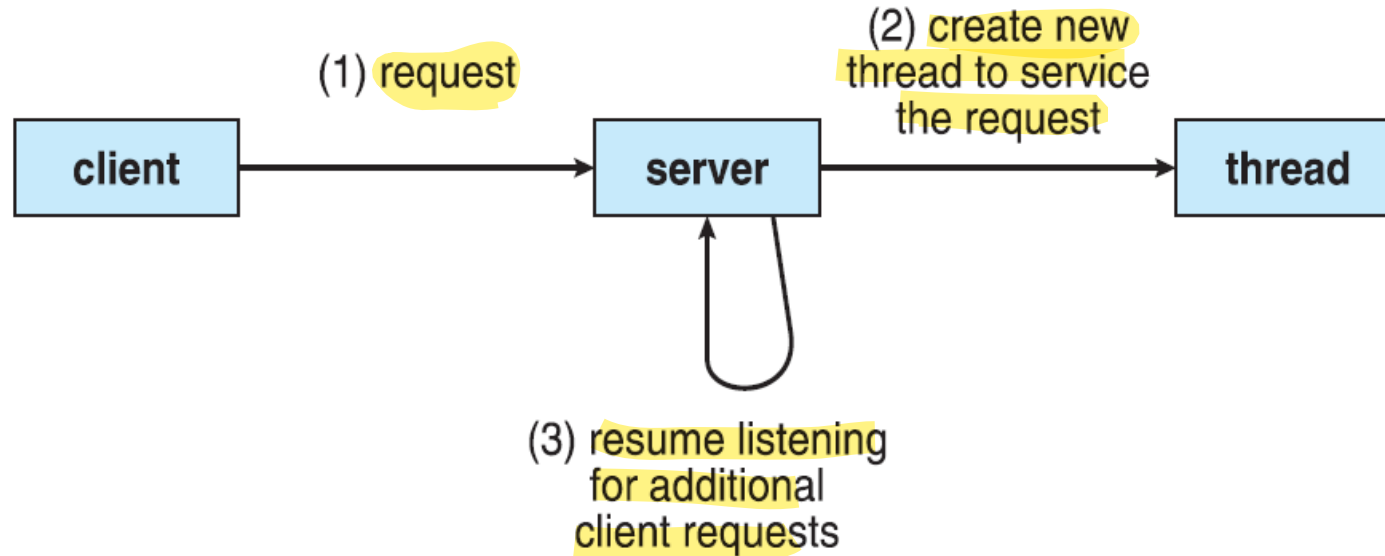 (1) request
(2) create new
thread to service
the request
client
server
thread
(3) resume listening
for additional
client requests